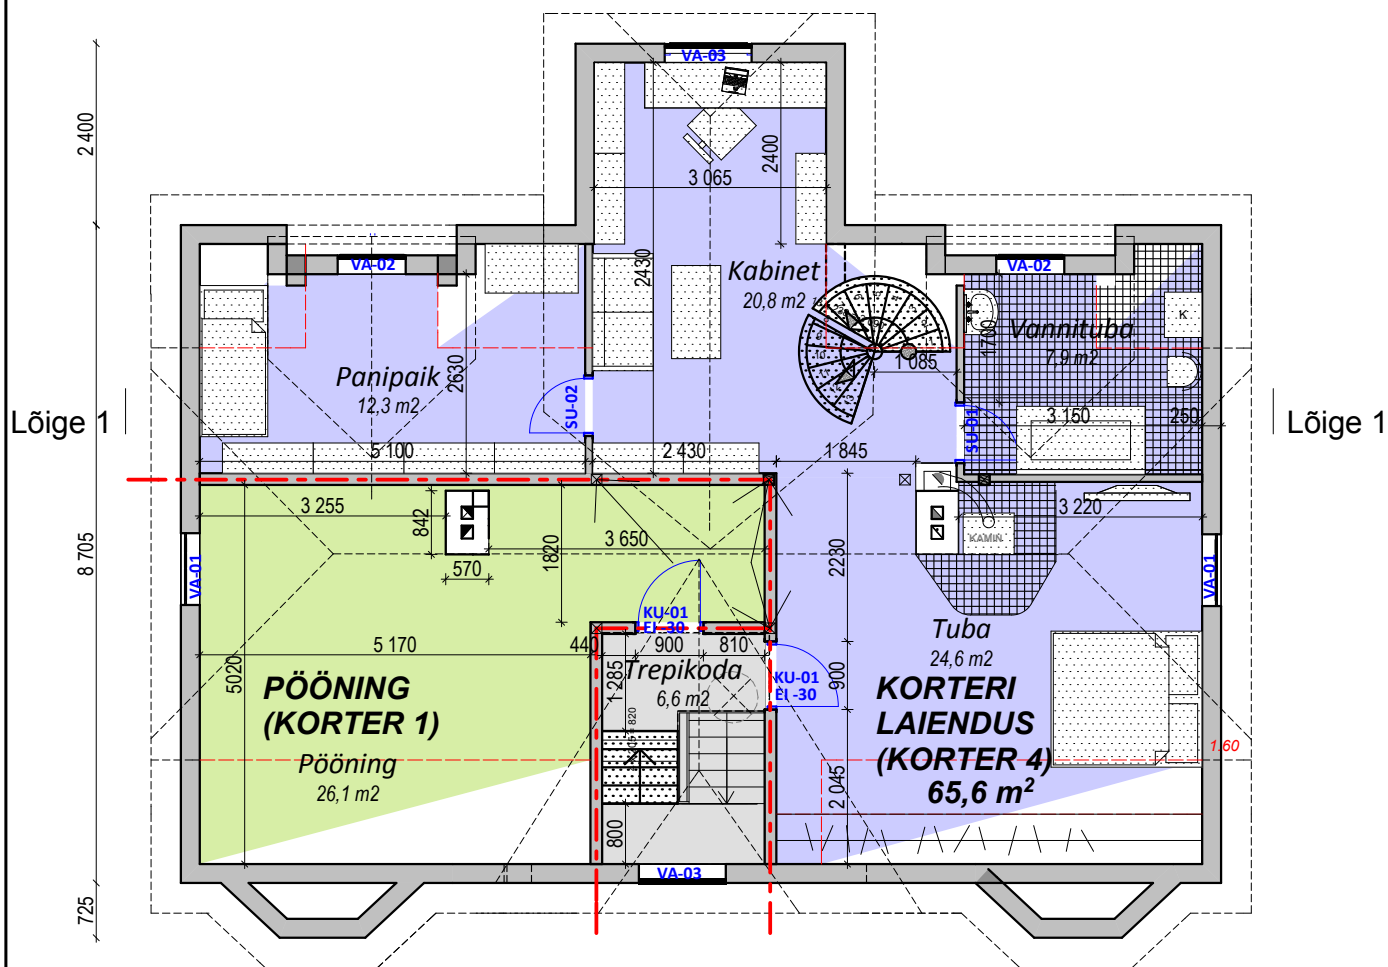 VA-03
2 400
3 065
2400
2430
Kabinet
20,8 m2
VA-02
VA-02
Vannituba
7,9 m2
1700
K
1 085
Panipaik
12,3 m2
2630
SU-02
SU-01
3 150
250
Lõige 1
Lõige 1
5 100
2 430
1 845
3 255
842
570
1820
3 650
2230
3 220
KAMIN
8705
VA-01
VA-01
KU-01
EI -30
5 170
440
900
810
5020
Trepikoda
6,6 m2
1 285
820
KU-01
EI -30
900
Tuba
24,6 m2
PÖÖNING
(KORTER 1)
Pööning
26,1 m2
KORTERI
LAIENDUS
(KORTER 4)
65,6 m²
1.60
2 045
800
VA-03
725